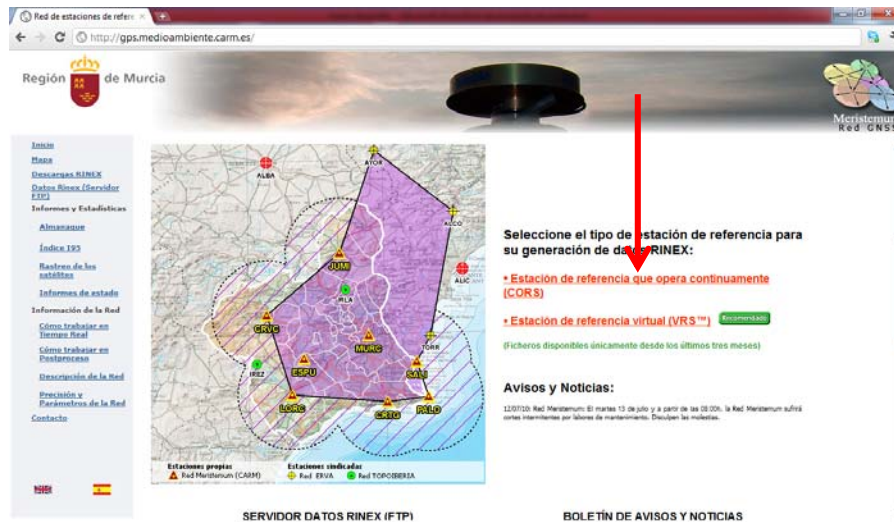 Red de estaciones de refere
http://gps.medioambiente.carm.es/
Región de Murcia
Meristemum
Red GNSS
Inicio
Mapa
Descargas RINEX
Datos Rinex (Servidor
FTP)
Informes y Estadísticas
Almanaque
Índice I95
Rastreo de los
satélites
Informes de estado
Información de la Red
Cómo trabajar en
Tiempo Real
Cómo trabajar en
Postproceso
Descripción de la Red
Precisión y
Parámetros de la Red
Contacto
AYOR
ALBA
ALCO
JUMI
ALIC
IRLA
CRVC
MURC
TORR
IREZ
ESPU
SALI
LORC
CRTG
PALO
Estaciones propias
Red Meristemum (CARM)
Estaciones sindicadas
Red ERVA
Red TOPOIBERIA
Seleccione el tipo de estación de referencia para
su generación de datos RINEX:
• Estación de referencia que opera continuamente
(CORS)
• Estación de referencia virtual (VRS™) Recomendado
(Ficheros disponibles únicamente desde los últimos tres meses)
Avisos y Noticias:
12/07/10: Red Meristemum: El martes 13 de julio y a partir de las 08:00h. la Red Meristemum sufrirá
cortes intermitentes por labores de mantenimiento. Disculpen las molestias.
SERVIDOR DATOS RINEX (FTP)
BOLETÍN DE AVISOS Y NOTICIAS